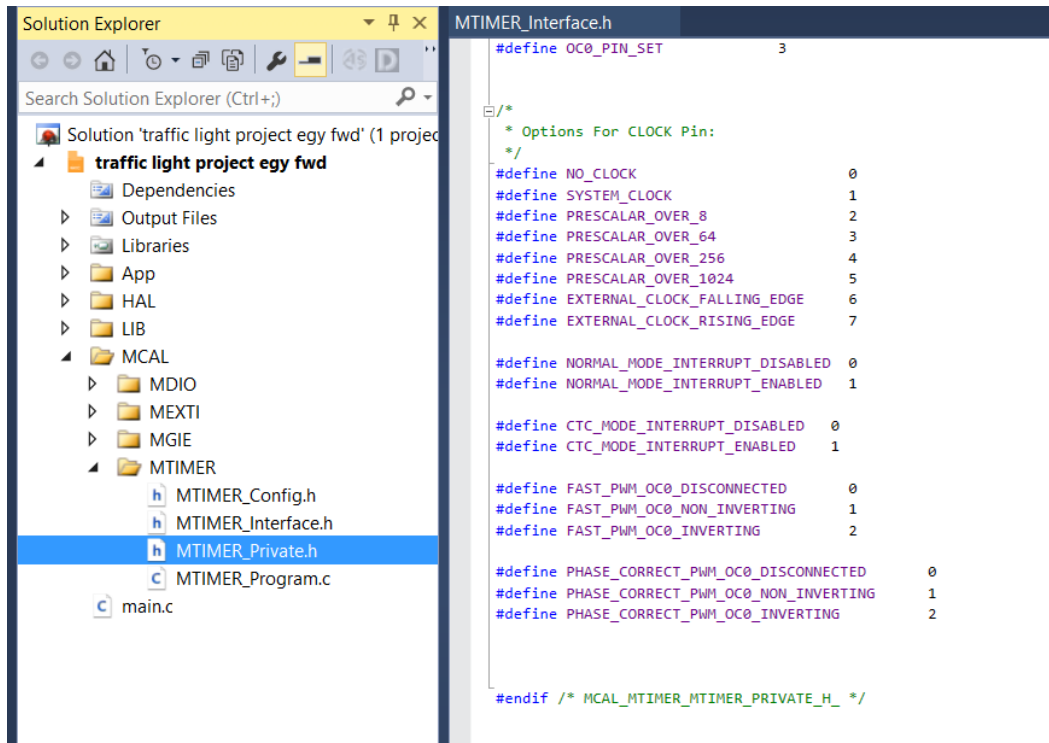 Solution Explorer
Search Solution Explorer (Ctrl+;)
Solution 'traffic light project egy fwd' (1 projec
traffic light project egy fwd
Dependencies
Output Files
Libraries
App
HAL
LIB
MCAL
MDIO
MEXTI
MGIE
MTIMER
MTIMER_Config.h
MTIMER_Interface.h
MTIMER_Private.h
MTIMER_Program.c
main.c
MTIMER_Interface.h
#define OC0_PIN_SET 3
/*
* Options For CLOCK Pin:
*/
#define NO_CLOCK 0
#define SYSTEM_CLOCK 1
#define PRESCALAR_OVER_8 2
#define PRESCALAR_OVER_64 3
#define PRESCALAR_OVER_256 4
#define PRESCALAR_OVER_1024 5
#define EXTERNAL_CLOCK_FALLING_EDGE 6
#define EXTERNAL_CLOCK_RISING_EDGE 7
#define NORMAL_MODE_INTERRUPT_DISABLED 0
#define NORMAL_MODE_INTERRUPT_ENABLED 1
#define CTC_MODE_INTERRUPT_DISABLED 0
#define CTC_MODE_INTERRUPT_ENABLED 1
#define FAST_PWM_OC0_DISCONNECTED 0
#define FAST_PWM_OC0_NON_INVERTING 1
#define FAST_PWM_OC0_INVERTING 2
#define PHASE_CORRECT_PWM_OC0_DISCONNECTED 0
#define PHASE_CORRECT_PWM_OC0_NON_INVERTING 1
#define PHASE_CORRECT_PWM_OC0_INVERTING 2
#endif /* MCAL_MTIMER_MTIMER_PRIVATE_H_ */